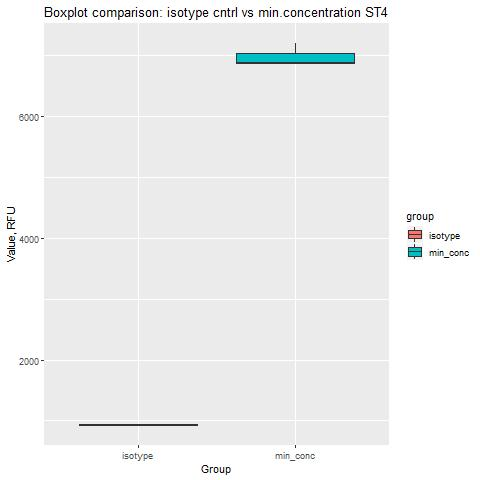 Boxplot comparison: isotype cntrl vs min.concentration ST4
6000
4000
2000
Value, RFU
isotype
min_conc
Group
group
isotype
min_conc